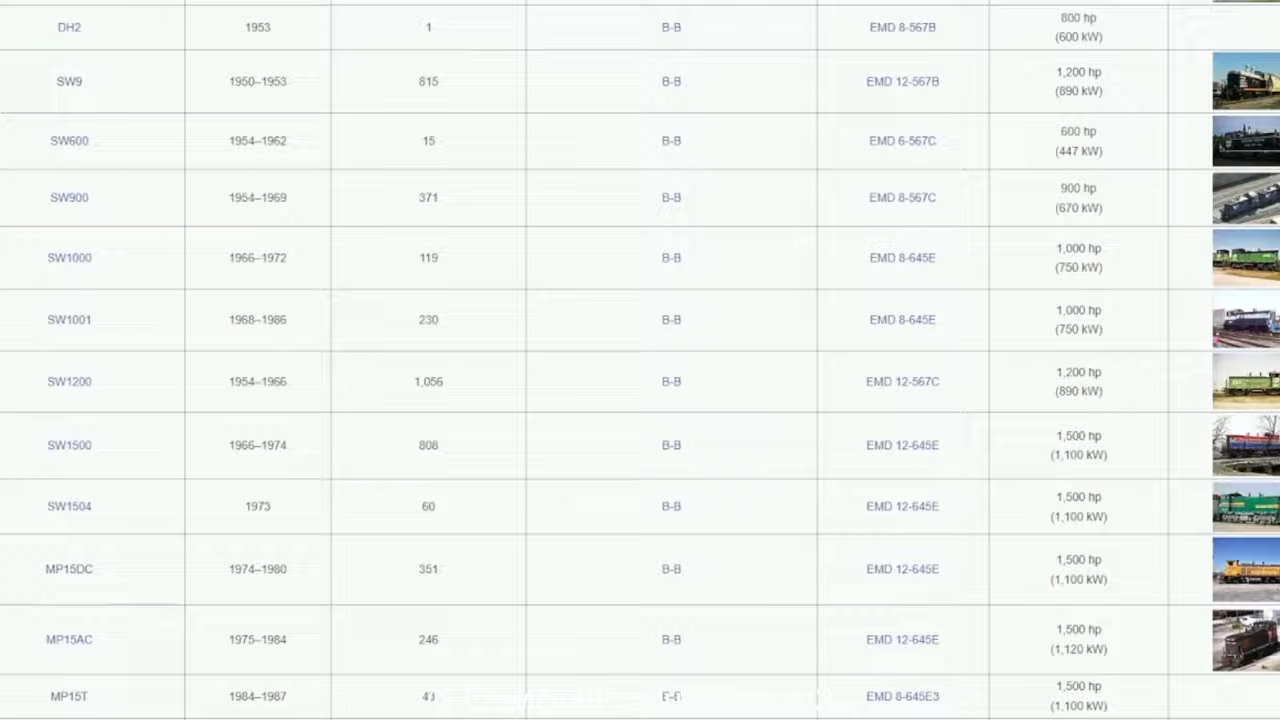 DH2 1953 1 B-B EMD 8-567B 800 hp
(600 kW)
SW9 1950–1953 815 B-B EMD 12-567B 1,200 hp
(890 kW)
SW600 1954–1962 15 B-B EMD 6-567C 600 hp
(447 kW)
SW900 1954–1969 371 B-B EMD 8-567C 900 hp
(670 kW)
SW1000 1966–1972 119 B-B EMD 8-645E 1,000 hp
(750 kW)
SW1001 1968–1986 230 B-B EMD 8-645E 1,000 hp
(750 kW)
SW1200 1954–1966 1,056 B-B EMD 12-567C 1,200 hp
(890 kW)
SW1500 1966–1974 808 B-B EMD 12-645E 1,500 hp
(1,100 kW)
SW1504 1973 60 B-B EMD 12-645E 1,500 hp
(1,100 kW)
MP15DC 1974–1980 351 B-B EMD 12-645E 1,500 hp
(1,100 kW)
MP15AC 1975–1984 246 B-B EMD 12-645E 1,500 hp
(1,120 kW)
MP15T 1984–1987 EMD 8-645E3 1,500 hp
(1,100 kW)